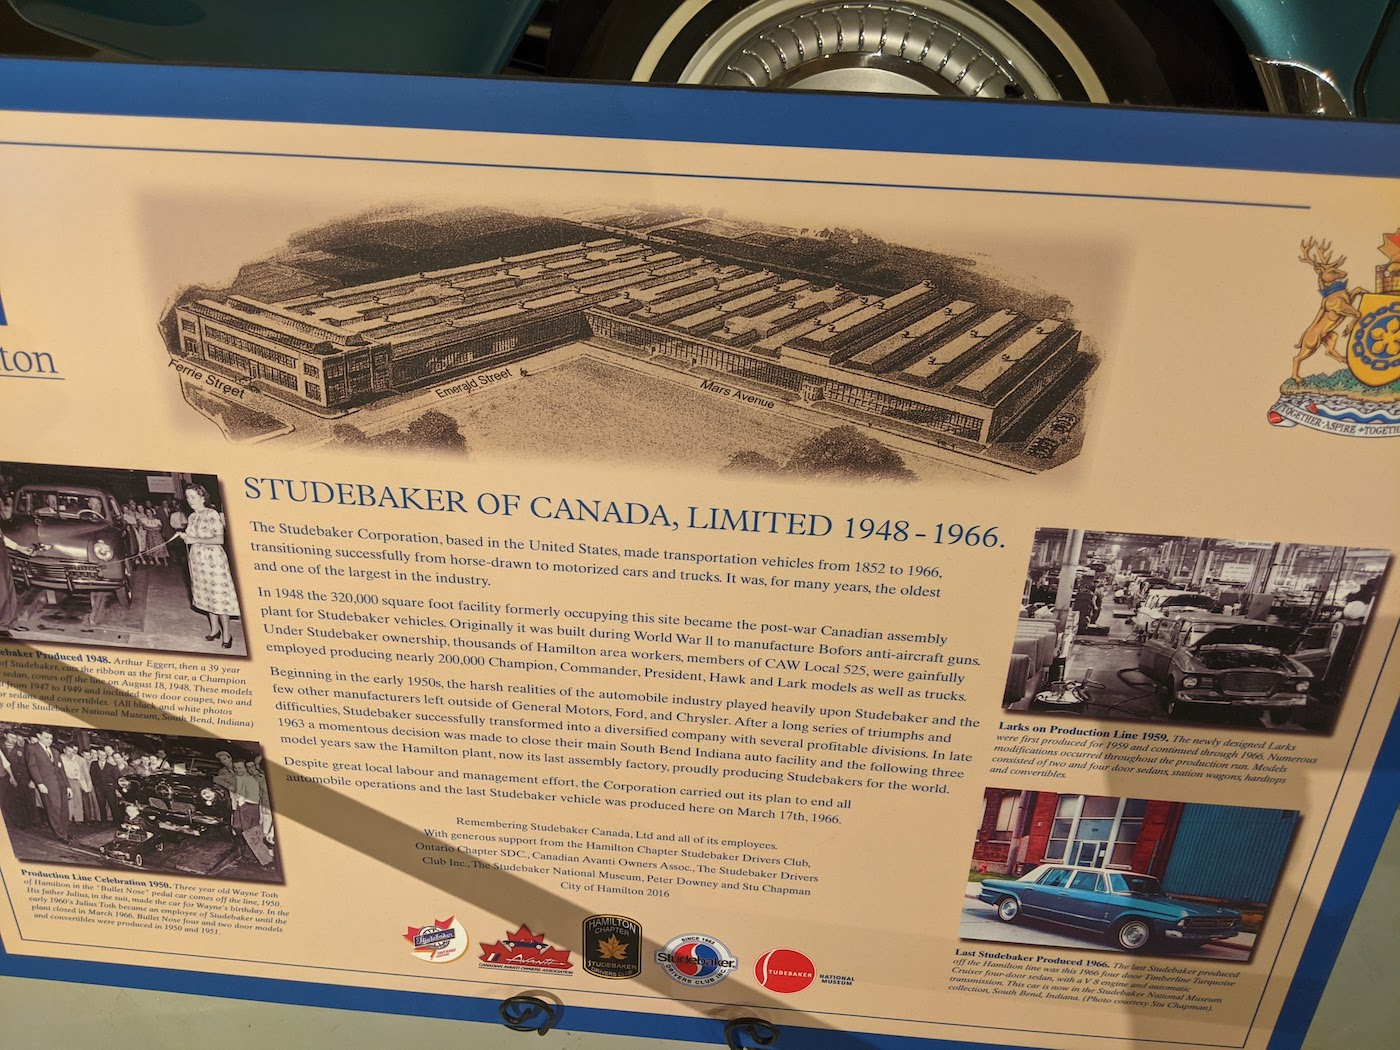 ton
Ferrie Street
Emerald Street
Mars Avenue
TOGETHER • ASPIRE • TOGETHE
STUDEBAKER OF CANADA, LIMITED 1948 - 1966.
The Studebaker Corporation, based in the United States, made transportation vehicles from 1852 to 1966,
transitioning successfully from horse-drawn to motorized cars and trucks. It was, for many years, the oldest
and one of the largest in the industry.
In 1948 the 320,000 square foot facility formerly occupying this site became the post-war Canadian assembly
plant for Studebaker vehicles. Originally it was built during World War ll to manufacture Bofors anti-aircraft guns.
Under Studebaker ownership, thousands of Hamilton area workers, members of CAW Local 525, were gainfully
employed producing nearly 200,000 Champion, Commander, President, Hawk and Lark models as well as trucks.
Beginning in the early 1950s, the harsh realities of the automobile industry played heavily upon Studebaker and the
few other manufacturers left outside of General Motors, Ford, and Chrysler. After a long series of triumphs and
difficulties, Studebaker successfully transformed into a diversified company with several profitable divisions. In late
1963 a momentous decision was made to close their main South Bend Indiana auto facility and the following three
model years saw the Hamilton plant, now its last assembly factory, proudly producing Studebakers for the world.
Despite great local labour and management effort, the Corporation carried out its plan to end all
automobile operations and the last Studebaker vehicle was produced here on March 17th, 1966.
Remembering Studebaker Canada, Ltd and all of its employees.
With generous support from the Hamilton Chapter Studebaker Drivers Club,
Ontario Chapter SDC., Canadian Avanti Owners Assoc., The Studebaker Drivers
Club Inc., The Studebaker National Museum, Peter Downey and Stu Chapman
City of Hamilton 2016
ebaker Produced 1948. Arthur Eggert, then a 39 year
of Studebaker, cuts the ribbon as the first car, a Champion
sedan, comes off the line on August 18, 1948. These models
from 1947 to 1949 and included two door coupes, two and
or sedans and convertibles. (All black and white photos
y of the Studebaker National Museum, South Bend, Indiana)
Production Line Celebration 1950. Three year old Wayne Toth
of Hamilton in the "Bullet Nose" pedal car comes off the line, 1950.
His father Julius, in the suit, made the car for Wayne's birthday. In the
early 1960's Julius Toth became an employee of Studebaker until the
plant closed in March 1966. Bullet Nose four and two door models
and convertibles were produced in 1950 and 1951.
NO SMOKING
Larks on Production Line 1959. The newly designed Larks
were first produced for 1959 and continued through 1966. Numerous
modifications occurred throughout the production run. Models
consisted of two and four door sedans, station wagons, hardtops
and convertibles.
Last Studebaker Produced 1966. The last Studebaker produced
off the Hamilton line was this 1966 four door Timberline Turquoise
Cruiser four-door sedan, with a V 8 engine and automatic
transmission. This car is now in the Studebaker National Museum
collection, South Bend, Indiana. (Photo courtesy Stu Chapman).
Studebaker
Avanti
CANADIAN AVANTI OWNERS ASSOCIATION
HAMILTON
CHAPTER
STUDEBAKER
DRIVERS CLUB
SINCE 1962
Studebaker
DRIVERS CLUB INC.
STUDEBAKER
NATIONAL
MUSEUM